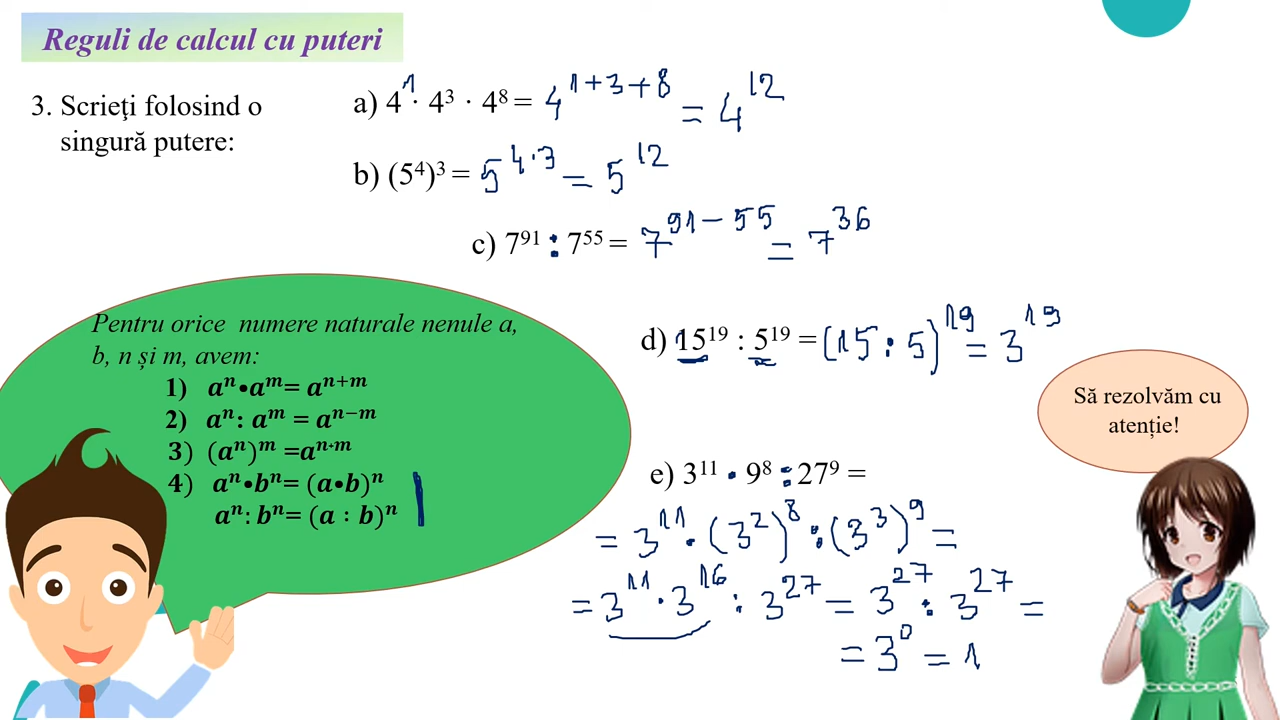 Reguli de calcul cu puteri
3. Scrieţi folosind o
singură putere:
a) 4¹ · 4³ · 4⁸ = 4¹⁺³⁺⁸ = 4¹²
b) (5⁴)³ = 5⁴·³ = 5¹²
c) 7⁹¹ : 7⁵⁵ = 7⁹¹⁻⁵⁵ = 7³⁶
d) 15¹⁹ : 5¹⁹ = (15 : 5)¹⁹ = 3¹⁹
e) 3¹¹ · 9⁸ : 27⁹ =
= 3¹¹ · (3²)⁸ : (3³)⁹ =
= 3¹¹ · 3¹⁶ : 3²⁷ = 3²⁷ : 3²⁷ =
= 3⁰ = 1
Pentru orice numere naturale nenule a,
b, n și m, avem:
1) aⁿ•aᵐ= aⁿ⁺ᵐ
2) aⁿ: aᵐ = aⁿ⁻ᵐ
3) (aⁿ)ᵐ =aⁿ·ᵐ
4) aⁿ•bⁿ= (a•b)ⁿ
aⁿ: bⁿ= (a : b)ⁿ
Să rezolvăm cu
atenție!